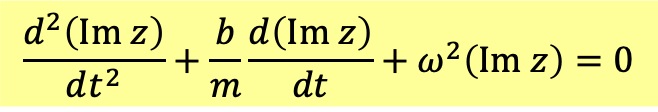 d²(Im z)/dt² + b/m d(Im z)/dt + ω²(Im z) = 0